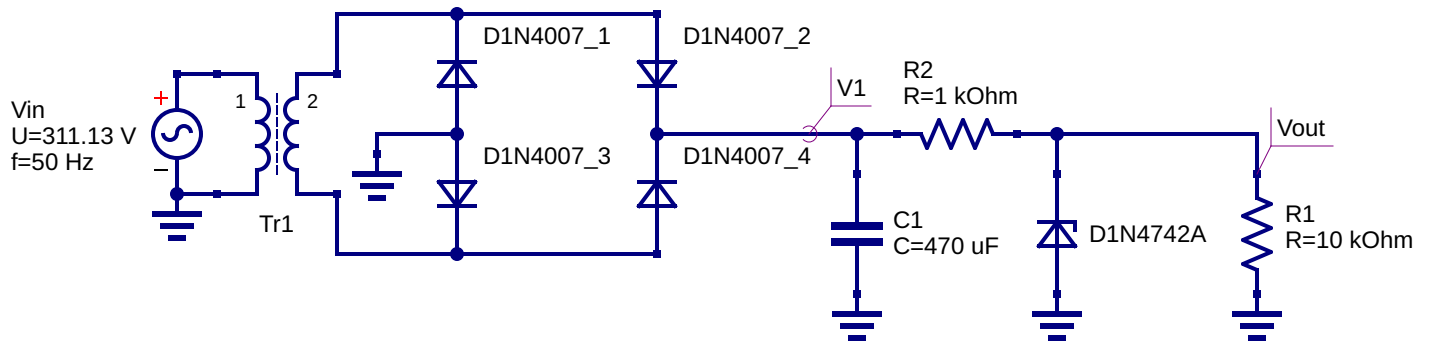 D1N4007_1
D1N4007_2
R2
R=1 kOhm
V1
Vin
U=311.13 V
f=50 Hz
+
1
2
Vout
D1N4007_3
D1N4007_4
−
Tr1
C1
C=470 uF
D1N4742A
R1
R=10 kOhm